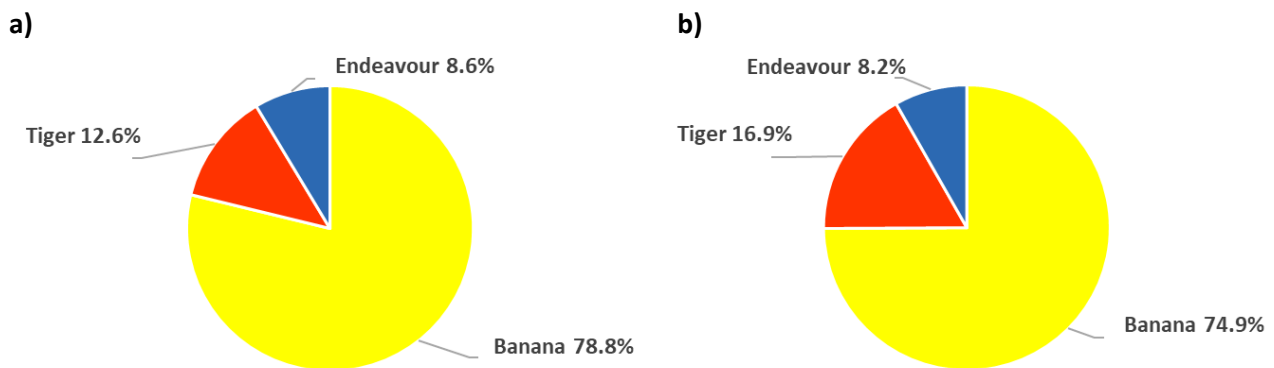 a)
Endeavour 8.6%
Tiger 12.6%
Banana 78.8%
b)
Endeavour 8.2%
Tiger 16.9%
Banana 74.9%